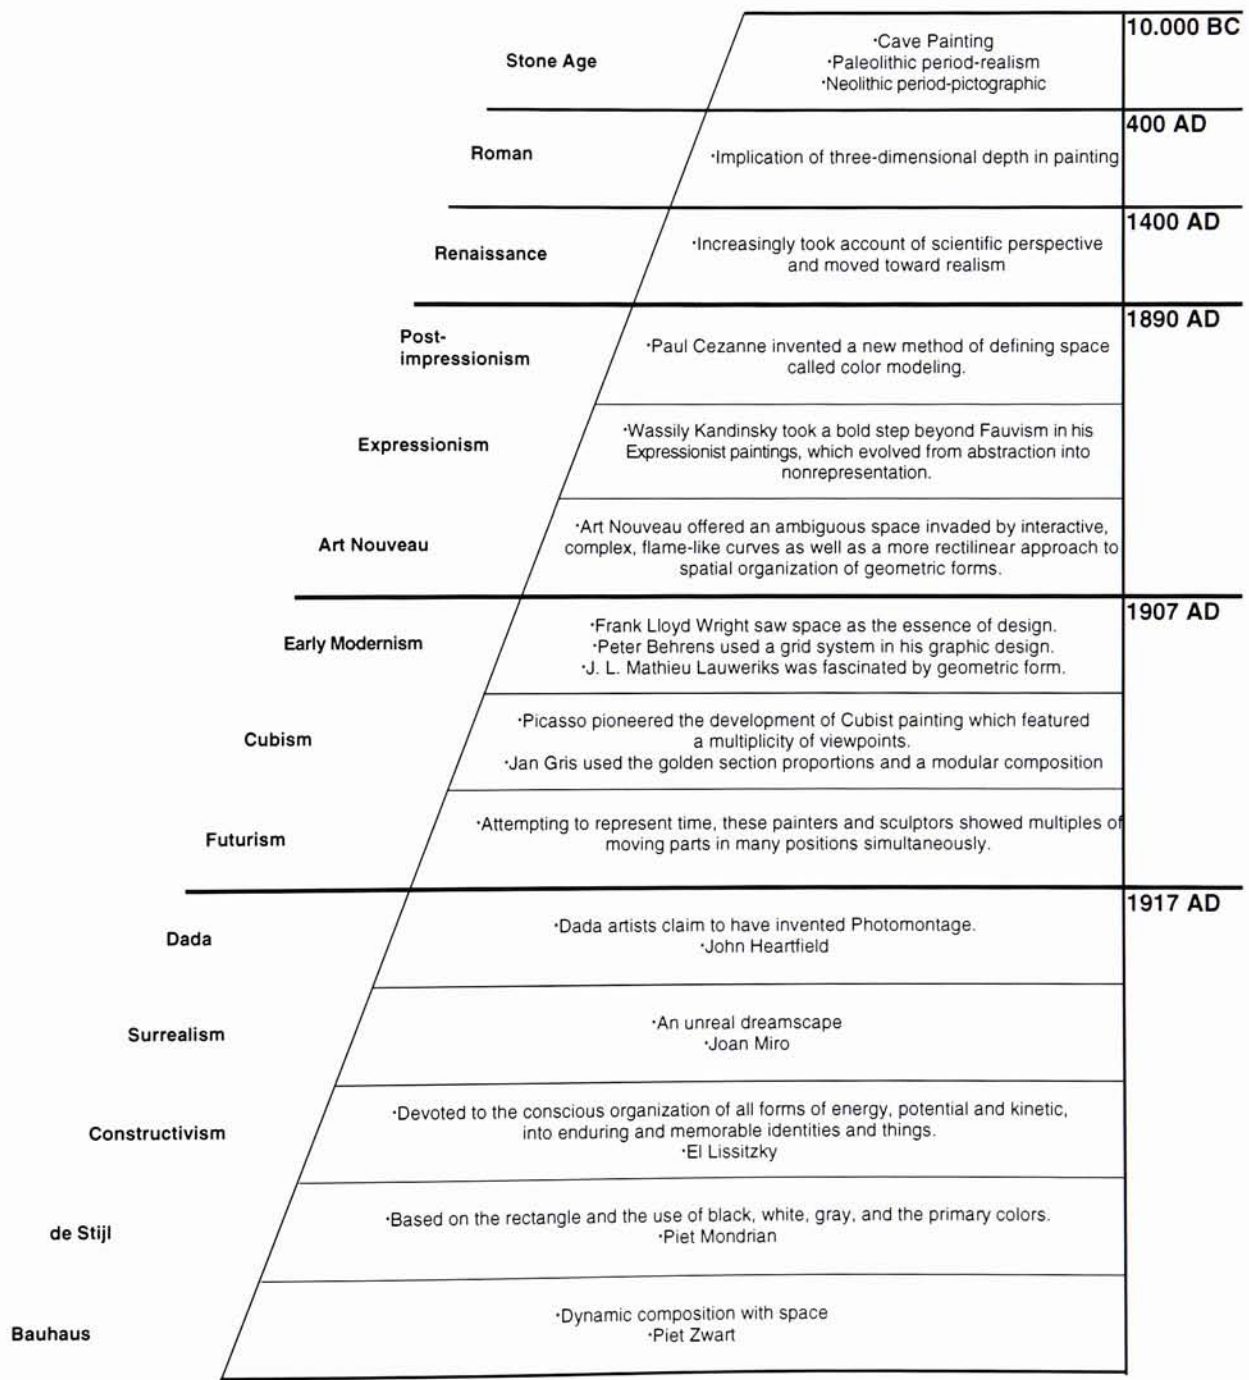 10.000 BC
Stone Age
·Cave Painting
·Paleolithic period-realism
·Neolithic period-pictographic
400 AD
Roman
·Implication of three-dimensional depth in painting
1400 AD
Renaissance
·Increasingly took account of scientific perspective
and moved toward realism
1890 AD
Post-
impressionism
·Paul Cezanne invented a new method of defining space
called color modeling.
Expressionism
·Wassily Kandinsky took a bold step beyond Fauvism in his
Expressionist paintings, which evolved from abstraction into
nonrepresentation.
Art Nouveau
·Art Nouveau offered an ambiguous space invaded by interactive,
complex, flame-like curves as well as a more rectilinear approach to
spatial organization of geometric forms.
1907 AD
Early Modernism
·Frank Lloyd Wright saw space as the essence of design.
·Peter Behrens used a grid system in his graphic design.
·J. L. Mathieu Lauweriks was fascinated by geometric form.
Cubism
·Picasso pioneered the development of Cubist painting which featured
a multiplicity of viewpoints.
·Jan Gris used the golden section proportions and a modular composition
Futurism
·Attempting to represent time, these painters and sculptors showed multiples of
moving parts in many positions simultaneously.
1917 AD
Dada
·Dada artists claim to have invented Photomontage.
·John Heartfield
Surrealism
·An unreal dreamscape
·Joan Miro
Constructivism
·Devoted to the conscious organization of all forms of energy, potential and kinetic,
into enduring and memorable identities and things.
·El Lissitzky
de Stijl
·Based on the rectangle and the use of black, white, gray, and the primary colors.
·Piet Mondrian
Bauhaus
·Dynamic composition with space
·Piet Zwart